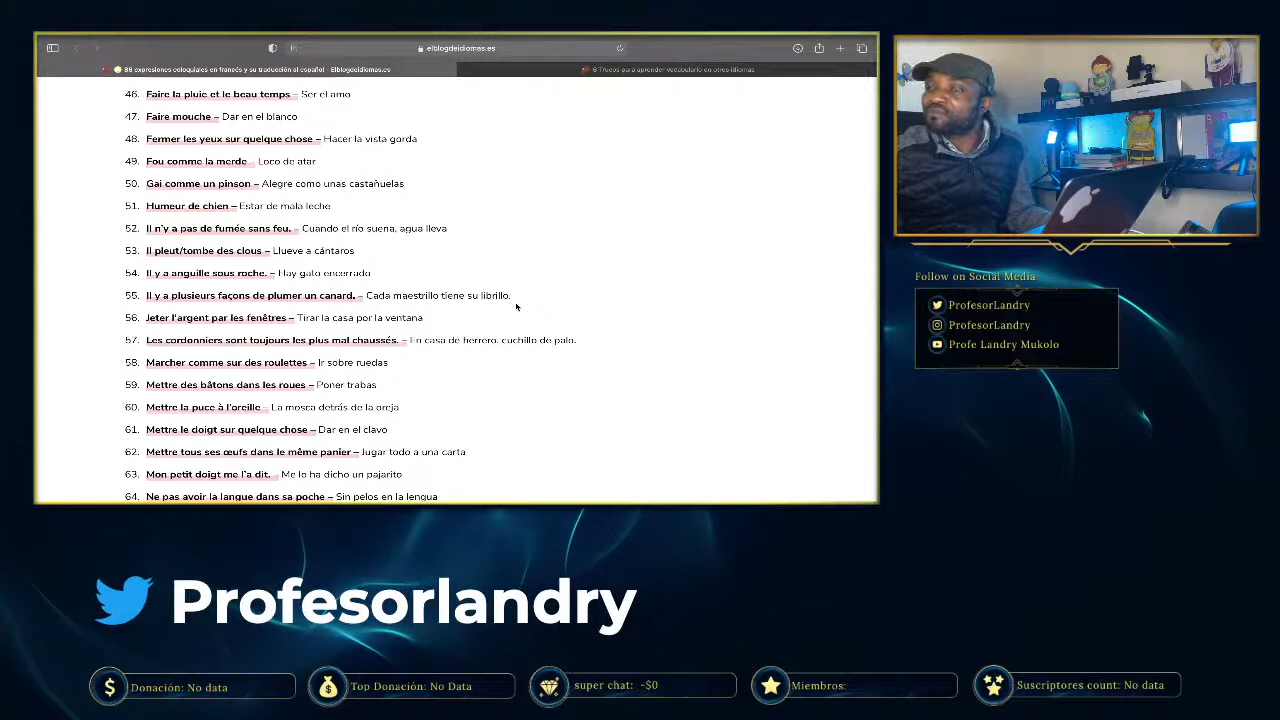 elblogdeidiomas.es
86 expresiones coloquiales en francés y su traducción al español - Elblogdeidiomas.es
6 Trucos para aprender vocabulario en otros idiomas
46. Faire la pluie et le beau temps – Ser el amo
47. Faire mouche – Dar en el blanco
48. Fermer les yeux sur quelque chose – Hacer la vista gorda
49. Fou comme la merde – Loco de atar
50. Gai comme un pinson – Alegre como unas castañuelas
51. Humeur de chien – Estar de mala leche
52. Il n'y a pas de fumée sans feu. – Cuando el río suena, agua lleva
53. Il pleut/tombe des clous – Llueve a cántaros
54. Il y a anguille sous roche. – Hay gato encerrado
55. Il y a plusieurs façons de plumer un canard. – Cada maestrillo tiene su librillo.
56. Jeter l'argent par les fenêtres – Tirar la casa por la ventana
57. Les cordonniers sont toujours les plus mal chaussés. – En casa de herrero, cuchillo de palo.
58. Marcher comme sur des roulettes – Ir sobre ruedas
59. Mettre des bâtons dans les roues – Poner trabas
60. Mettre la puce à l'oreille – La mosca detrás de la oreja
61. Mettre le doigt sur quelque chose – Dar en el clavo
62. Mettre tous ses œufs dans le même panier – Jugar todo a una carta
63. Mon petit doigt me l'a dit. – Me lo ha dicho un pajarito
64. Ne pas avoir la langue dans sa poche – Sin pelos en la lengua
Follow on Social Media
ProfesorLandry
ProfesorLandry
Profe Landry Mukolo
Profesorlandry
Donación: No data
Top Donación: No Data
super chat: -$0
Miembros:
Suscriptores count: No data